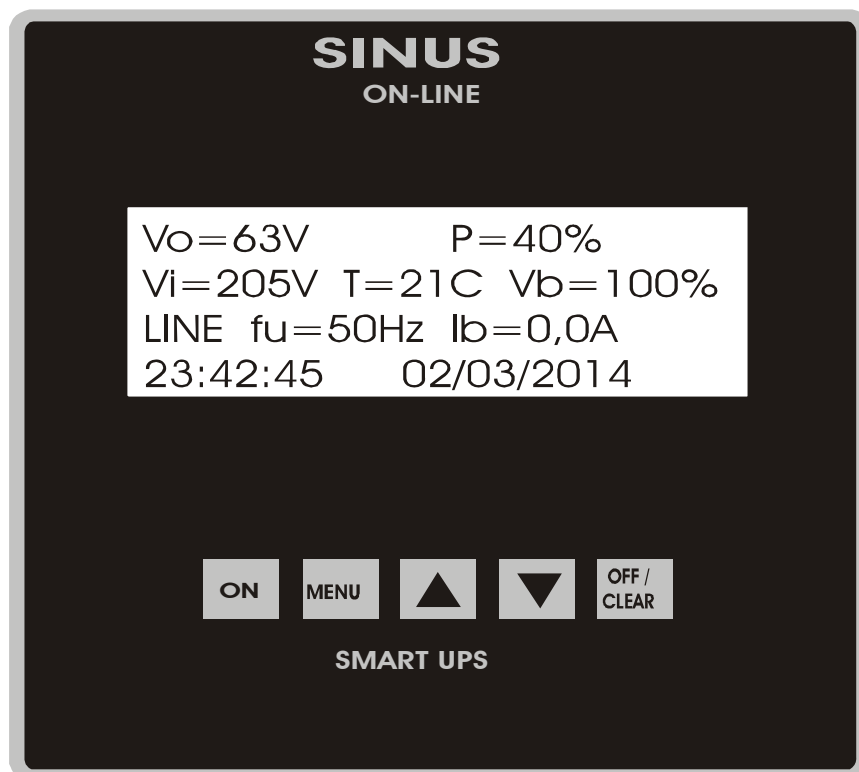 SINUS
ON-LINE
Vo=63V P=40%
Vi=205V T=21C Vb=100%
LINE fu=50Hz Ib=0,0A
23:42:45 02/03/2014
ON MENU ▲ ▼ OFF / CLEAR
SMART UPS